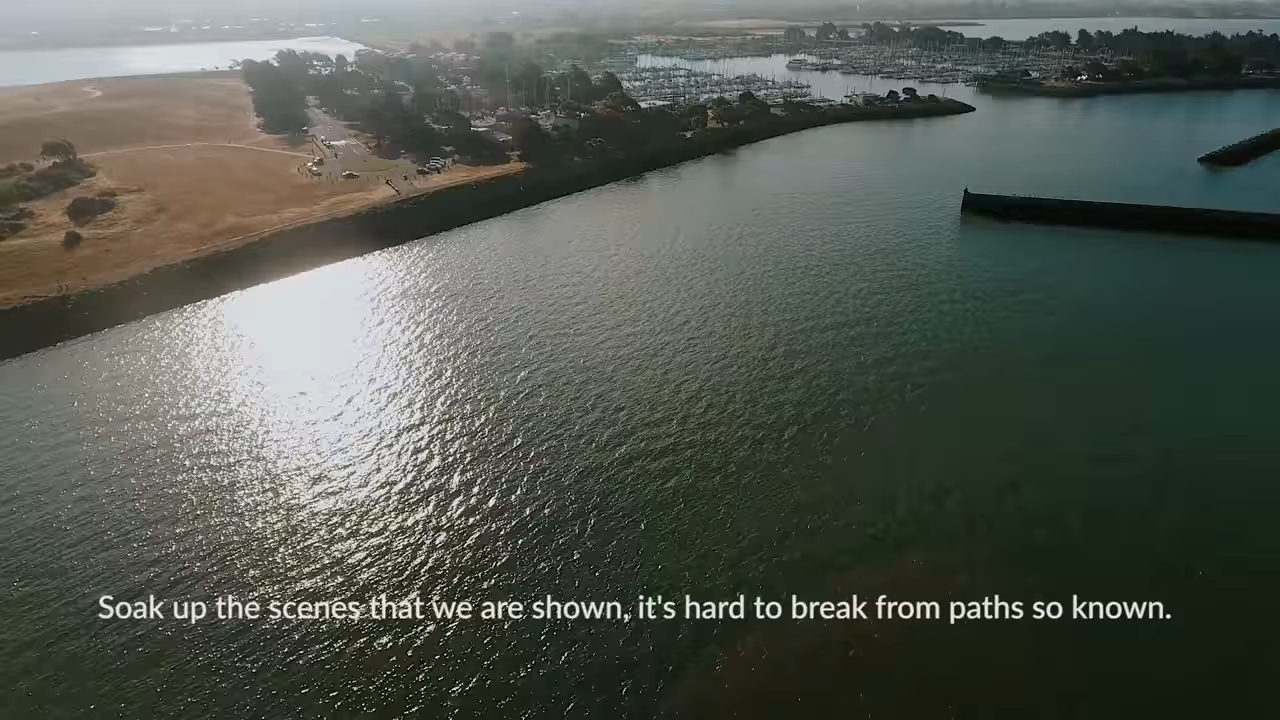 Soak up the scenes that we are shown, it's hard to break from paths so known.